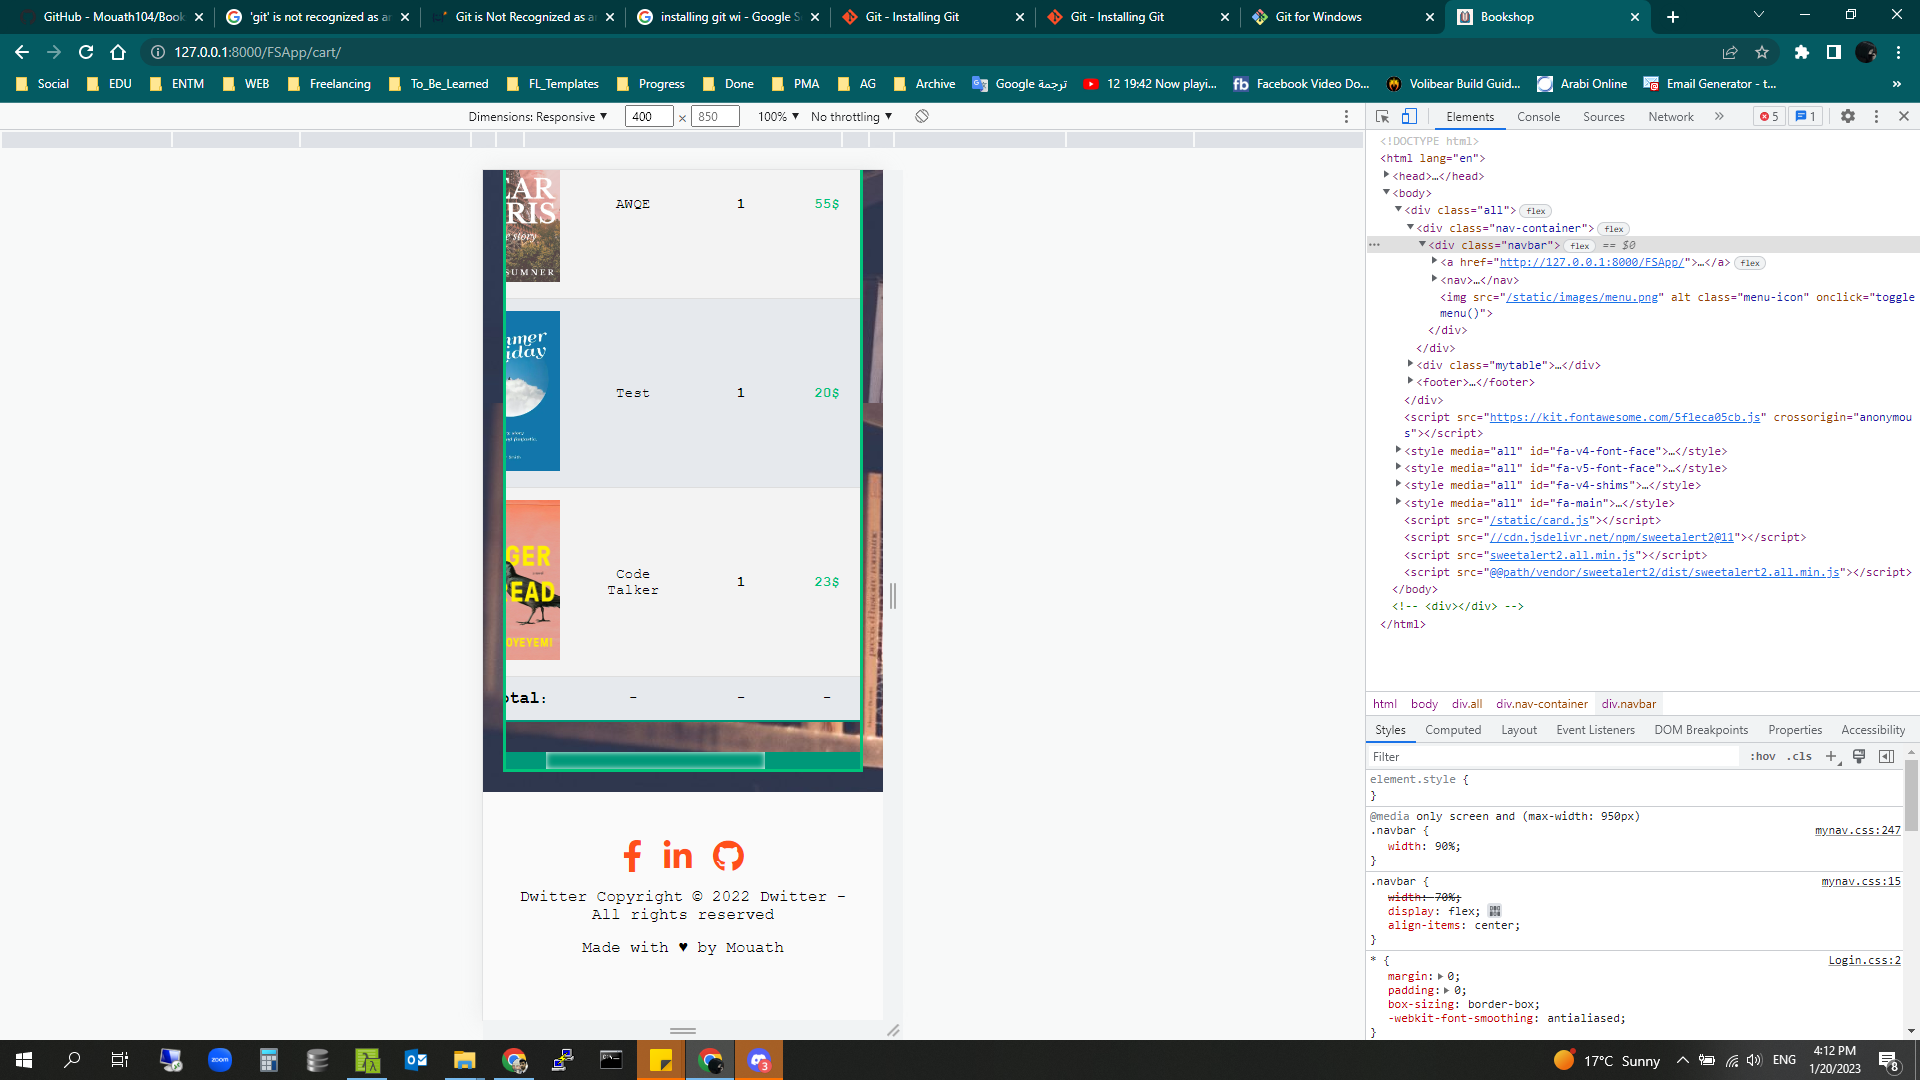 GitHub - Mouath104/Book
'git' is not recognized as ar
Git is Not Recognized as a
installing git wi - Google S
Git - Installing Git
Git - Installing Git
Git for Windows
Bookshop
127.0.0.1:8000/FSApp/cart/
Social
EDU
ENTM
WEB
Freelancing
To_Be_Learned
FL_Templates
Progress
Done
PMA
AG
Archive
Google ترجمة
12 19:42 Now playi...
Facebook Video Do...
Volibear Build Guid...
Arabi Online
Email Generator - t...
»
Dimensions: Responsive ▼ 400 × 850 100% ▼ No throttling ▼
Elements Console Sources Network » 5 1
EAR
RIS
e story
SUMNER
AWQE 1 55$
mmer
iday
Test 1 20$
GER
EAD
OYEYEMI
Code
Talker
1 23$
otal: - - -
Dwitter Copyright © 2022 Dwitter -
All rights reserved
Made with ♥ by Mouath
<!DOCTYPE html>
<html lang="en">
<head>…</head>
<body>
<div class="all"> flex
<div class="nav-container"> flex
<div class="navbar"> flex == $0
<a href="http://127.0.0.1:8000/FSApp/">…</a> flex
<nav>…</nav>
<img src="/static/images/menu.png" alt class="menu-icon" onclick="toggle
menu()">
</div>
</div>
<div class="mytable">…</div>
<footer>…</footer>
</div>
<script src="https://kit.fontawesome.com/5f1eca05cb.js" crossorigin="anonymou
s"></script>
<style media="all" id="fa-v4-font-face">…</style>
<style media="all" id="fa-v5-font-face">…</style>
<style media="all" id="fa-v4-shims">…</style>
<style media="all" id="fa-main">…</style>
<script src="/static/card.js"></script>
<script src="//cdn.jsdelivr.net/npm/sweetalert2@11"></script>
<script src="sweetalert2.all.min.js"></script>
<script src="@@path/vendor/sweetalert2/dist/sweetalert2.all.min.js"></script>
</body>
<!-- <div></div> -->
</html>
html body div.all div.nav-container div.navbar
Styles Computed Layout Event Listeners DOM Breakpoints Properties Accessibility
Filter :hov .cls +
element.style {
}
@media only screen and (max-width: 950px)
.navbar { mynav.css:247
width: 90%;
}
.navbar { mynav.css:15
width: 70%;
display: flex;
align-items: center;
}
* { Login.css:2
margin: 0;
padding: 0;
box-sizing: border-box;
-webkit-font-smoothing: antialiased;
}
zoom
3
17°C Sunny
ENG
4:12 PM
1/20/2023
8